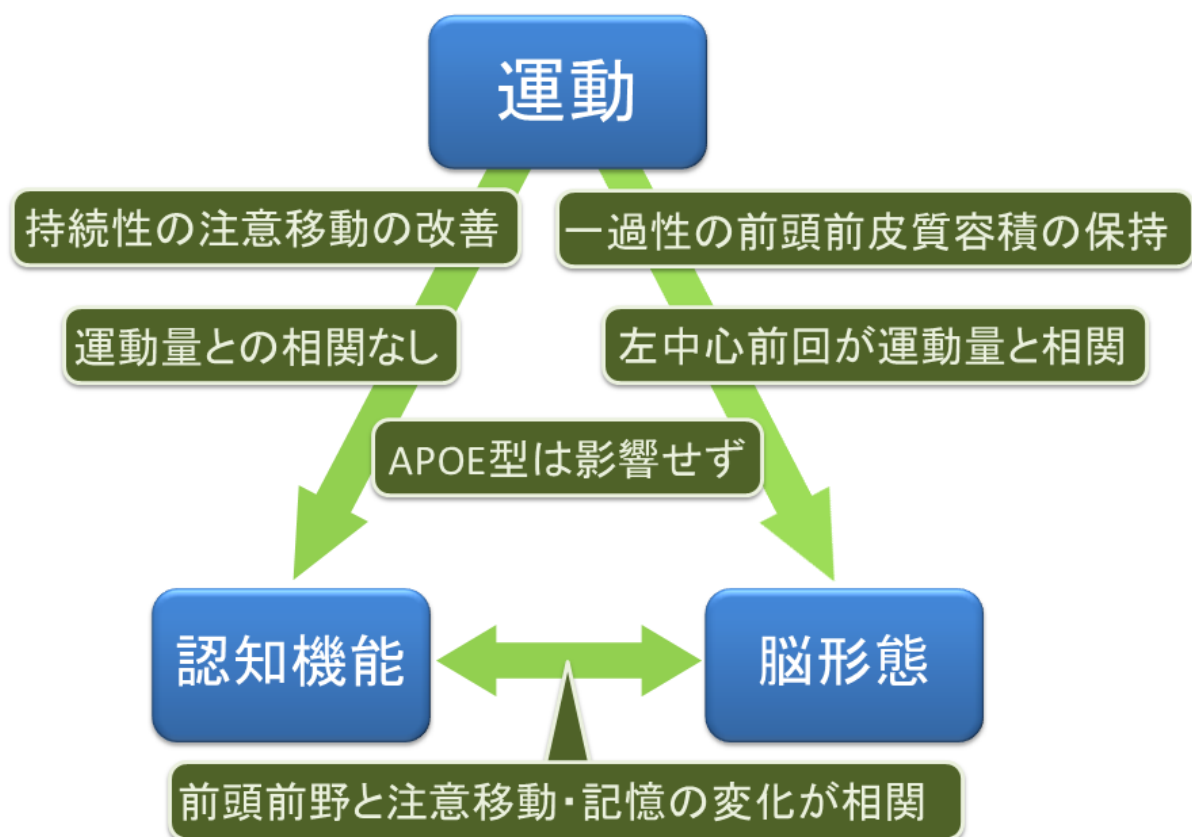 運動
持続性の注意移動の改善
一過性の前頭前皮質容積の保持
運動量との相関なし
左中心前回が運動量と相関
APOE型は影響せず
認知機能
脳形態
前頭前野と注意移動・記憶の変化が相関